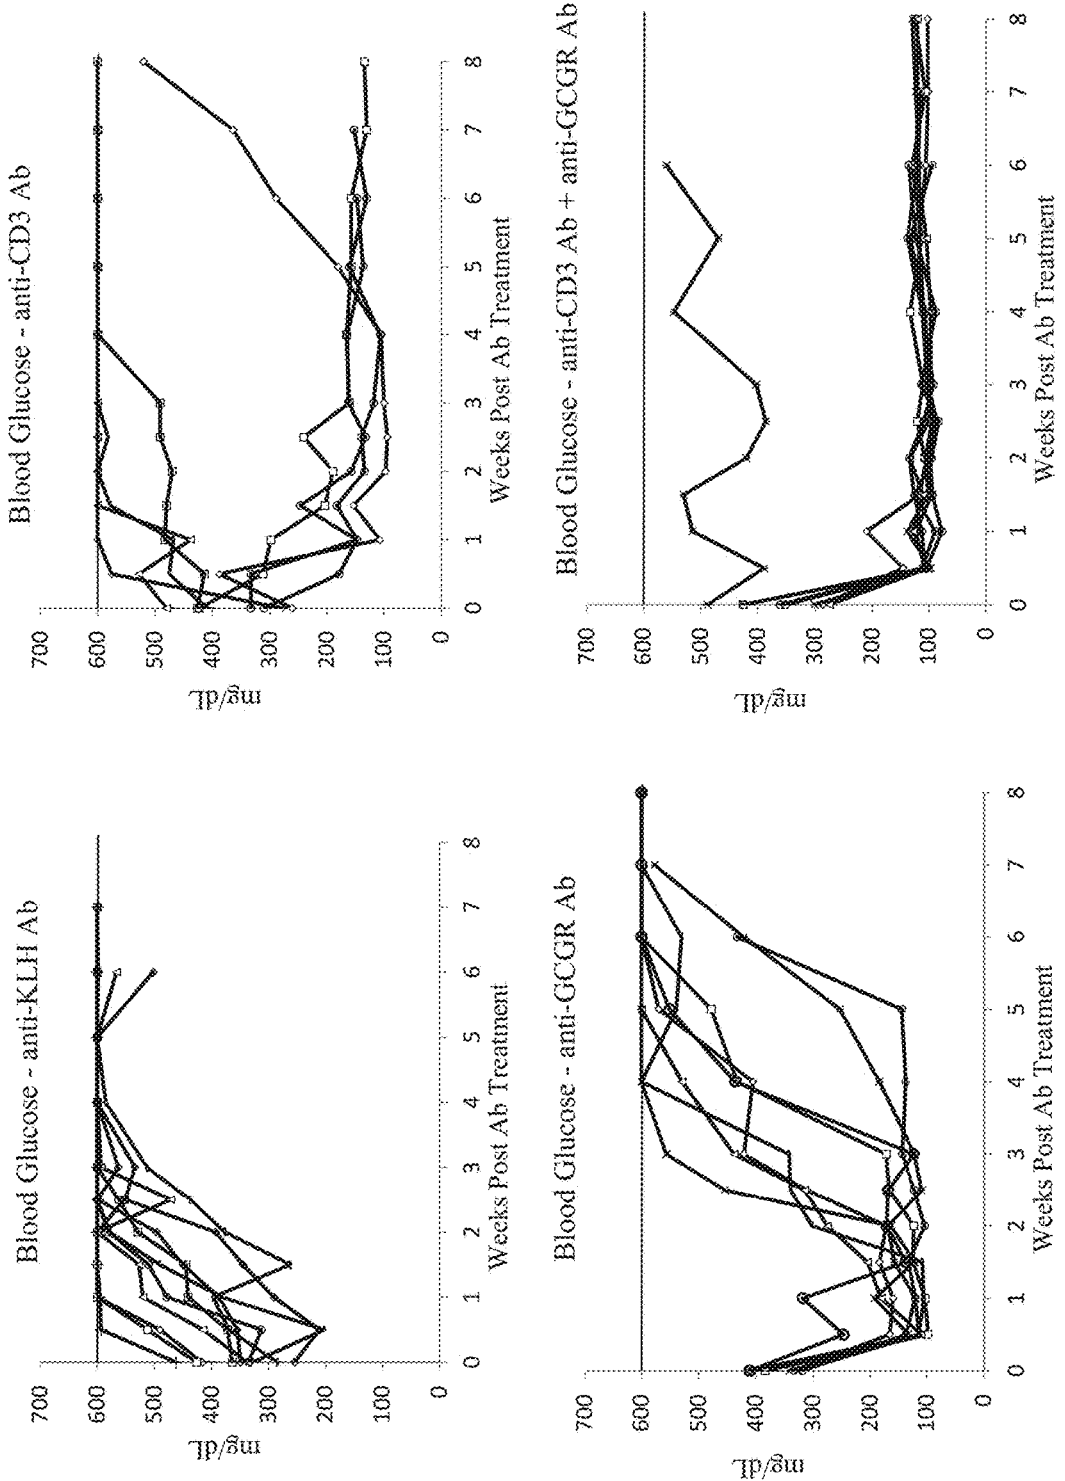 Blood Glucose - anti-KLH Ab
700
600
500
400
300
200
100
0
mg/dL
0 1 2 3 4 5 6 7 8
Weeks Post Ab Treatment
Blood Glucose - anti-CD3 Ab
700
600
500
400
300
200
100
0
mg/dL
0 1 2 3 4 5 6 7 8
Weeks Post Ab Treatment
Blood Glucose - anti-GCGR Ab
700
600
500
400
300
200
100
0
mg/dL
0 1 2 3 4 5 6 7 8
Weeks Post Ab Treatment
Blood Glucose - anti-CD3 Ab + anti-GCGR Ab
700
600
500
400
300
200
100
0
mg/dL
0 1 2 3 4 5 6 7 8
Weeks Post Ab Treatment